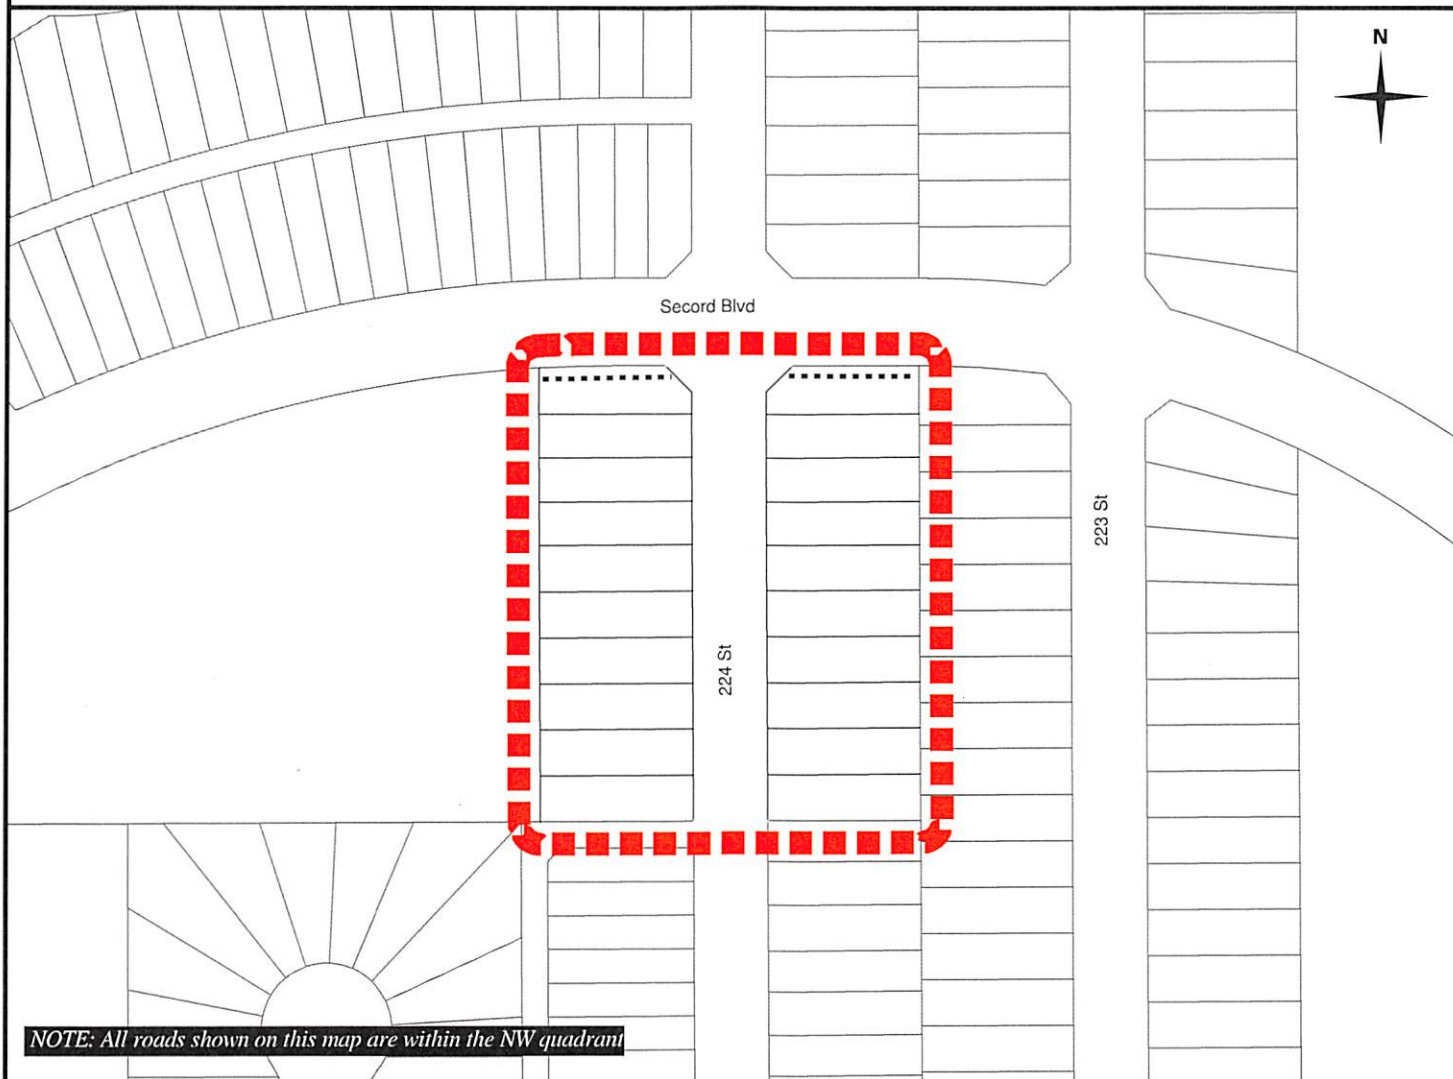 N
Secord Blvd
223 St
224 St
NOTE: All roads shown on this map are within the NW quadrant